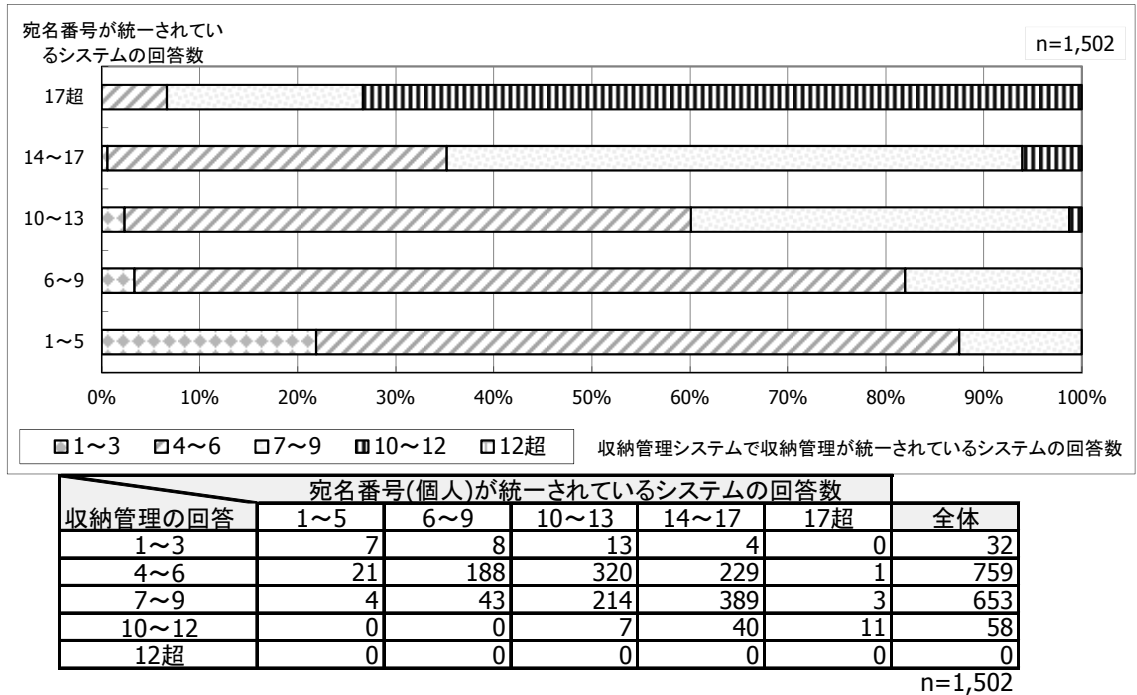 宛名番号が統一されてい
るシステムの回答数
n=1,502
17超
14～17
10～13
6～9
1～5
0% 10% 20% 30% 40% 50% 60% 70% 80% 90% 100%
1～3 4～6 7～9 10～12 12超 収納管理システムで収納管理が統一されているシステムの回答数
宛名番号(個人)が統一されているシステムの回答数
収納管理の回答 1～5 6～9 10～13 14～17 17超 全体
1～3 7 8 13 4 0 32
4～6 21 188 320 229 1 759
7～9 4 43 214 389 3 653
10～12 0 0 7 40 11 58
12超 0 0 0 0 0 0
n=1,502